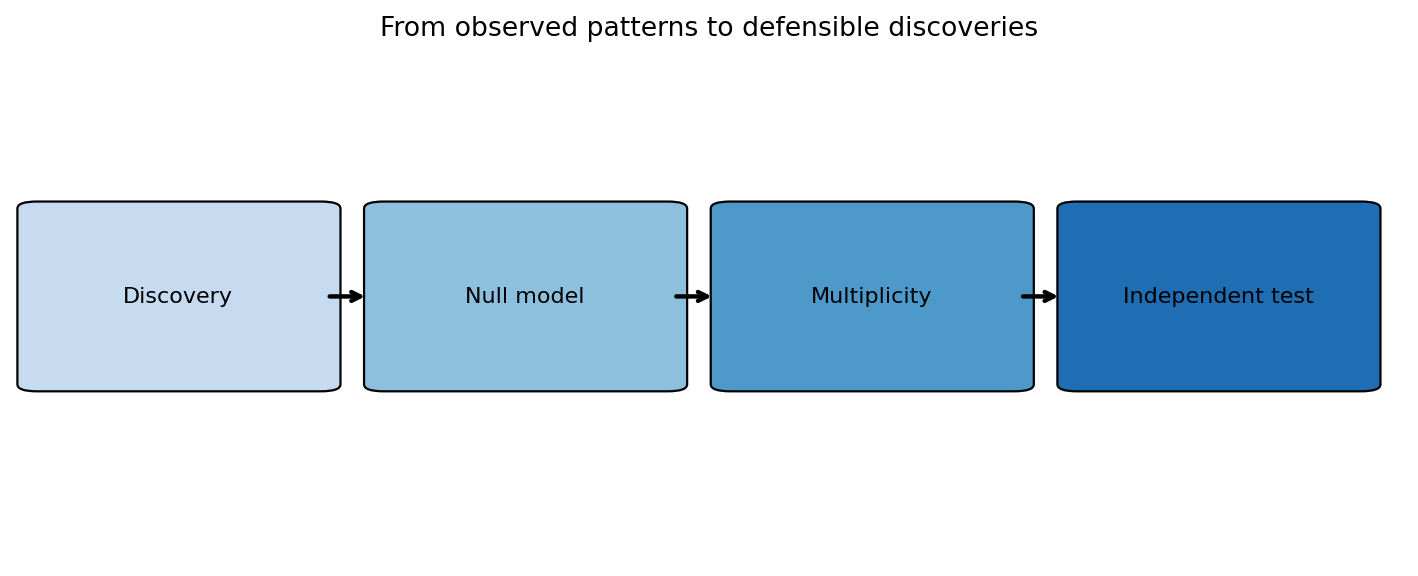 From observed patterns to defensible discoveries
Discovery
Null model
Multiplicity
Independent test